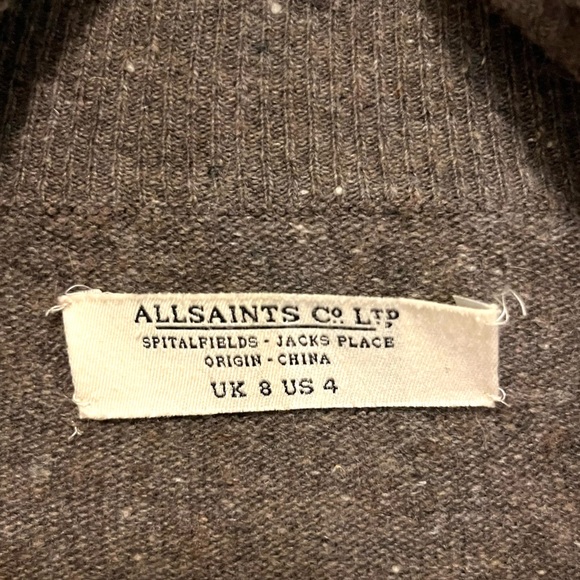 ALLSAINTS Co. LTD
SPITALFIELDS - JACKS PLACE
ORIGIN - CHINA
UK 8 US 4